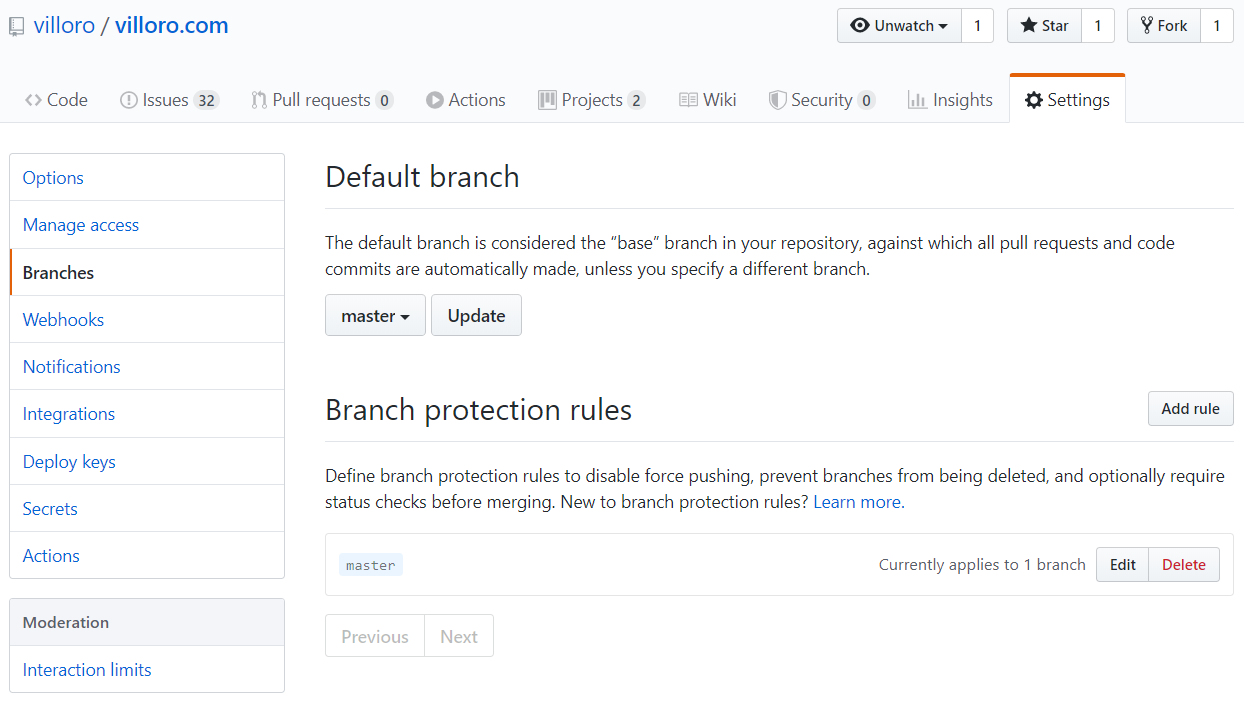 villoro / villoro.com
Unwatch 1 Star 1 Fork 1
Code Issues 32 Pull requests 0 Actions Projects 2 Wiki Security 0 Insights Settings
Options
Manage access
Branches
Webhooks
Notifications
Integrations
Deploy keys
Secrets
Actions
Moderation
Interaction limits
Default branch
The default branch is considered the “base” branch in your repository, against which all pull requests and code
commits are automatically made, unless you specify a different branch.
master Update
Branch protection rules Add rule
Define branch protection rules to disable force pushing, prevent branches from being deleted, and optionally require
status checks before merging. New to branch protection rules? Learn more.
master Currently applies to 1 branch Edit Delete
Previous Next